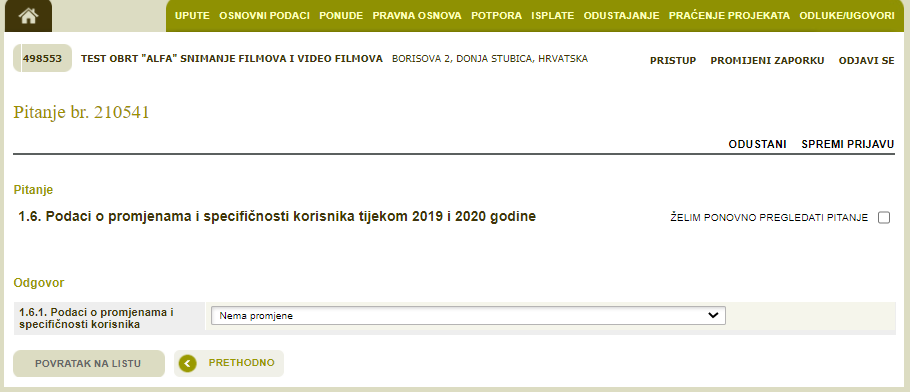 UPUTE OSNOVNI PODACI PONUDE PRAVNA OSNOVA POTPORA ISPLATE ODUSTAJANJE PRAĆENJE PROJEKATA ODLUKE/UGOVORI
498553 TEST OBRT "ALFA" SNIMANJE FILMOVA I VIDEO FILMOVA BORISOVA 2, DONJA STUBICA, HRVATSKA PRISTUP PROMIJENI ZAPORKU ODJAVI SE
Pitanje br. 210541
ODUSTANI SPREMI PRIJAVU
Pitanje
1.6. Podaci o promjenama i specifičnosti korisnika tijekom 2019 i 2020 godine ŽELIM PONOVNO PREGLEDATI PITANJE
Odgovor
1.6.1. Podaci o promjenama i
specifičnosti korisnika
Nema promjene
POVRATAK NA LISTU PRETHODNO